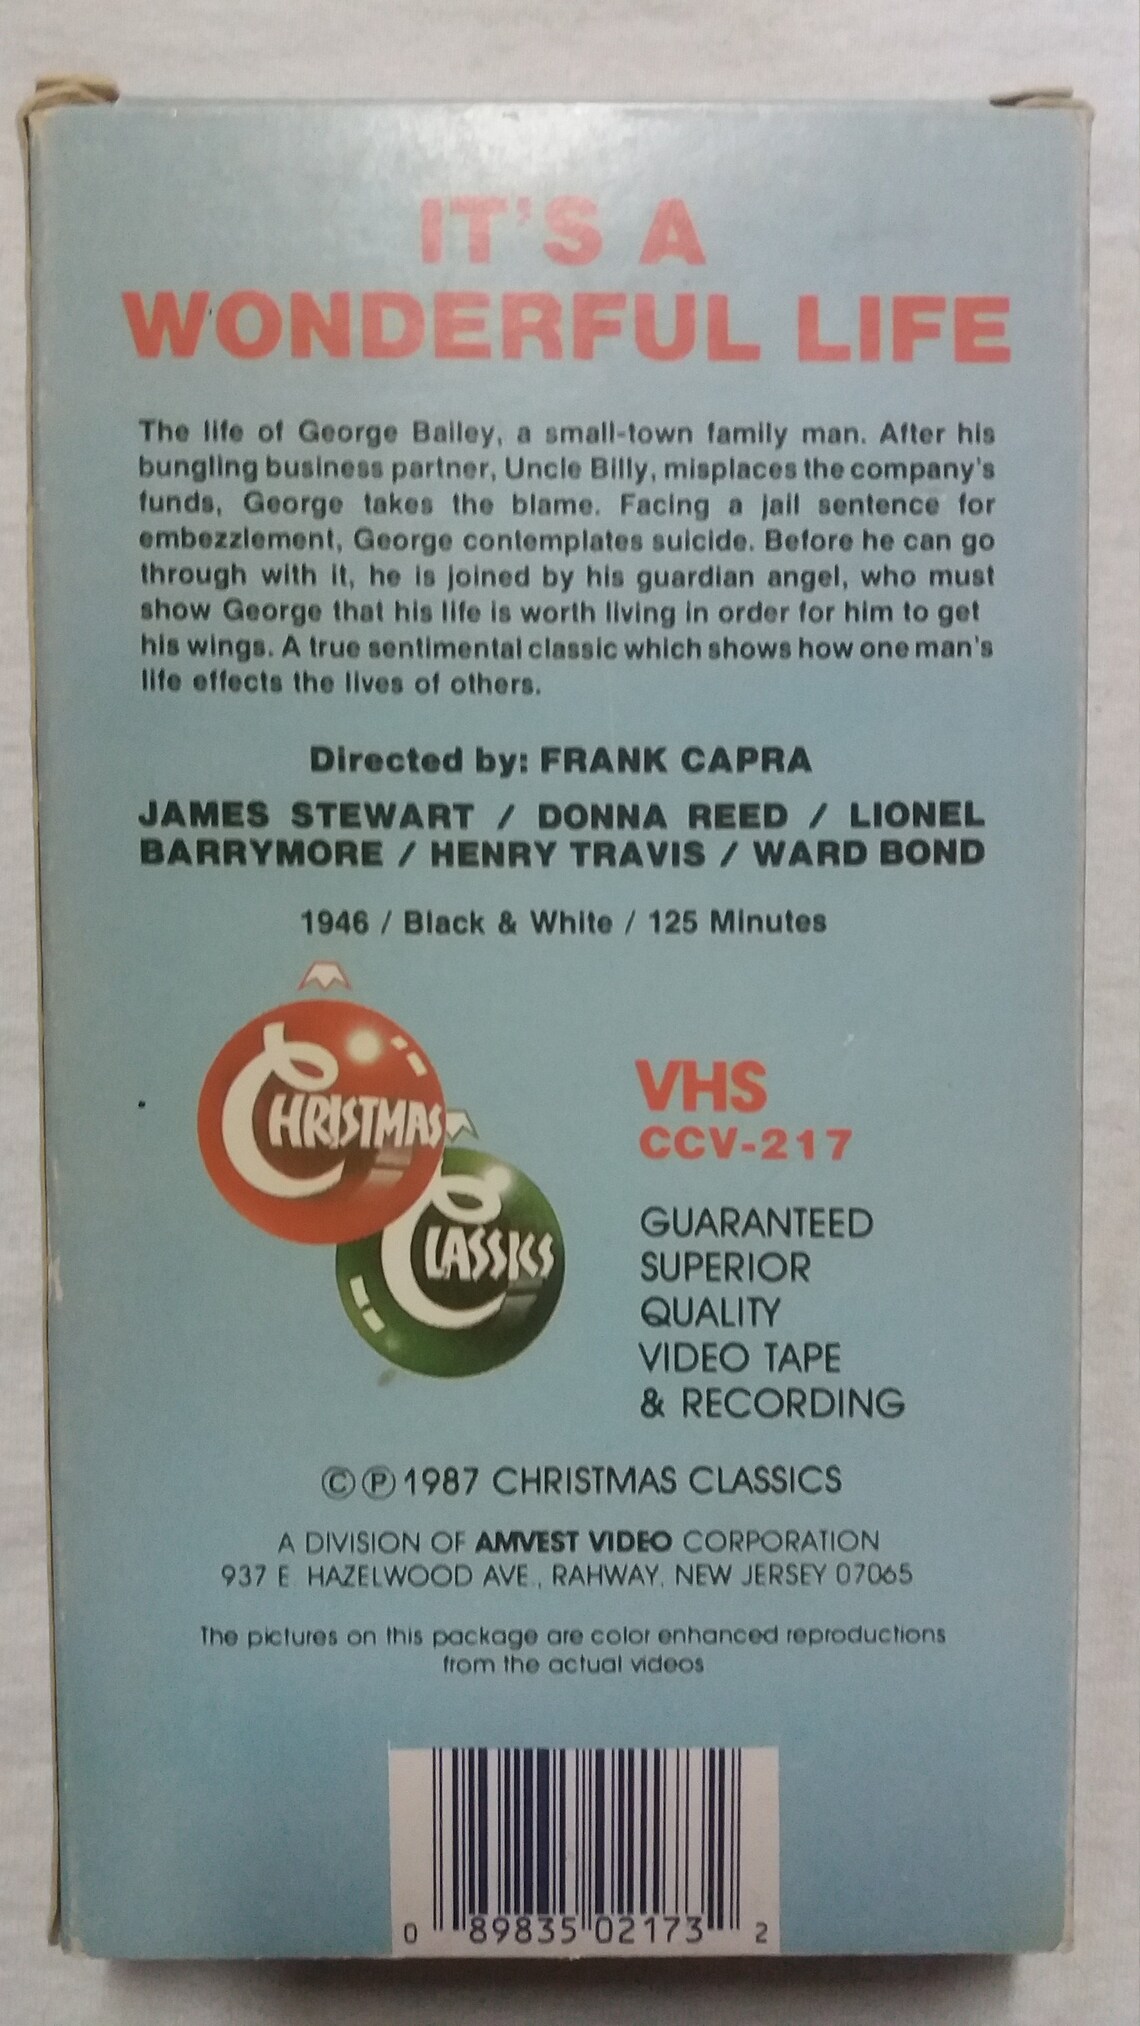 IT'S A
WONDERFUL LIFE
The life of George Bailey, a small-town family man. After his
bungling business partner, Uncle Billy, misplaces the company's
funds, George takes the blame. Facing a jail sentence for
embezzlement, George contemplates suicide. Before he can go
through with it, he is joined by his guardian angel, who must
show George that his life is worth living in order for him to get
his wings. A true sentimental classic which shows how one man's
life effects the lives of others.
Directed by: FRANK CAPRA
JAMES STEWART / DONNA REED / LIONEL
BARRYMORE / HENRY TRAVIS / WARD BOND
1946 / Black & White / 125 Minutes
CHRISTMAS
CLASSICS
VHS
CCV-217
GUARANTEED
SUPERIOR
QUALITY
VIDEO TAPE
& RECORDING
©℗1987 CHRISTMAS CLASSICS
A DIVISION OF AMVEST VIDEO CORPORATION
937 E. HAZELWOOD AVE., RAHWAY, NEW JERSEY 07065
The pictures on this package are color enhanced reproductions
from the actual videos
0 89835 02173 2